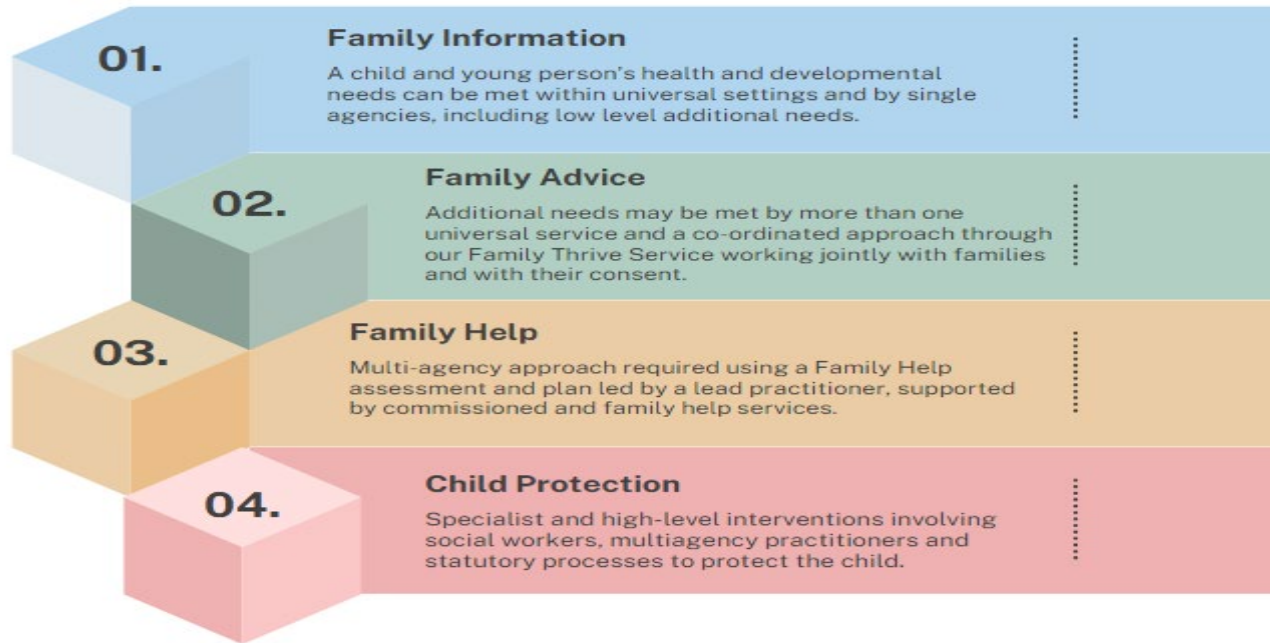 01.
Family Information
A child and young person's health and developmental
needs can be met within universal settings and by single
agencies, including low level additional needs.
02.
Family Advice
Additional needs may be met by more than one
universal service and a co-ordinated approach through
our Family Thrive Service working jointly with families
and with their consent.
03.
Family Help
Multi-agency approach required using a Family Help
assessment and plan led by a lead practitioner, supported
by commissioned and family help services.
04.
Child Protection
Specialist and high-level interventions involving
social workers, multiagency practitioners and
statutory processes to protect the child.